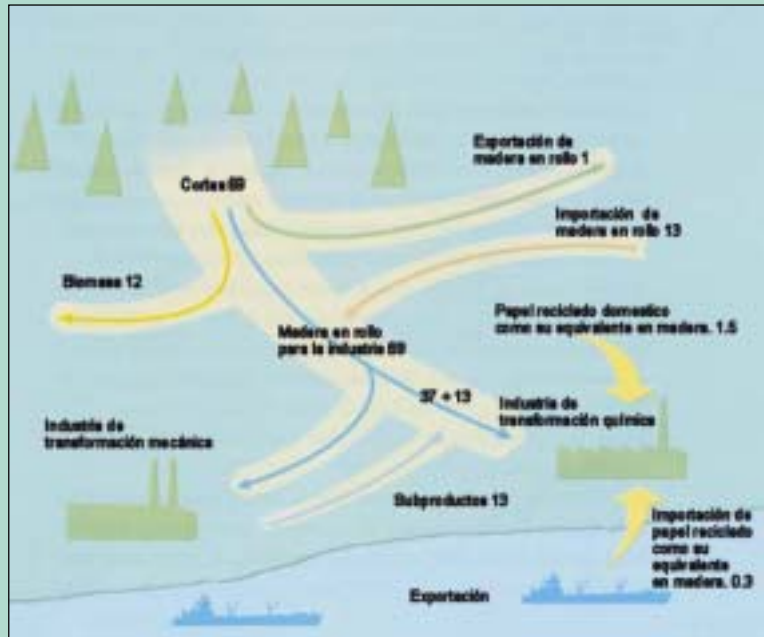 Exportación de
madera en rollo 1
Cortes 69
Importación de
madera en rollo 13
Biomasa 12
Papel reciclado domestico
como su equivalente en madera. 1.5
Madera en rollo
para la industria 69
37 + 13
Industria de
transformación química
Industria de
transformación mecánica
Subproductos 13
Importación de
papel reciclado
como su
equivalente
en madera. 0.3
Exportación